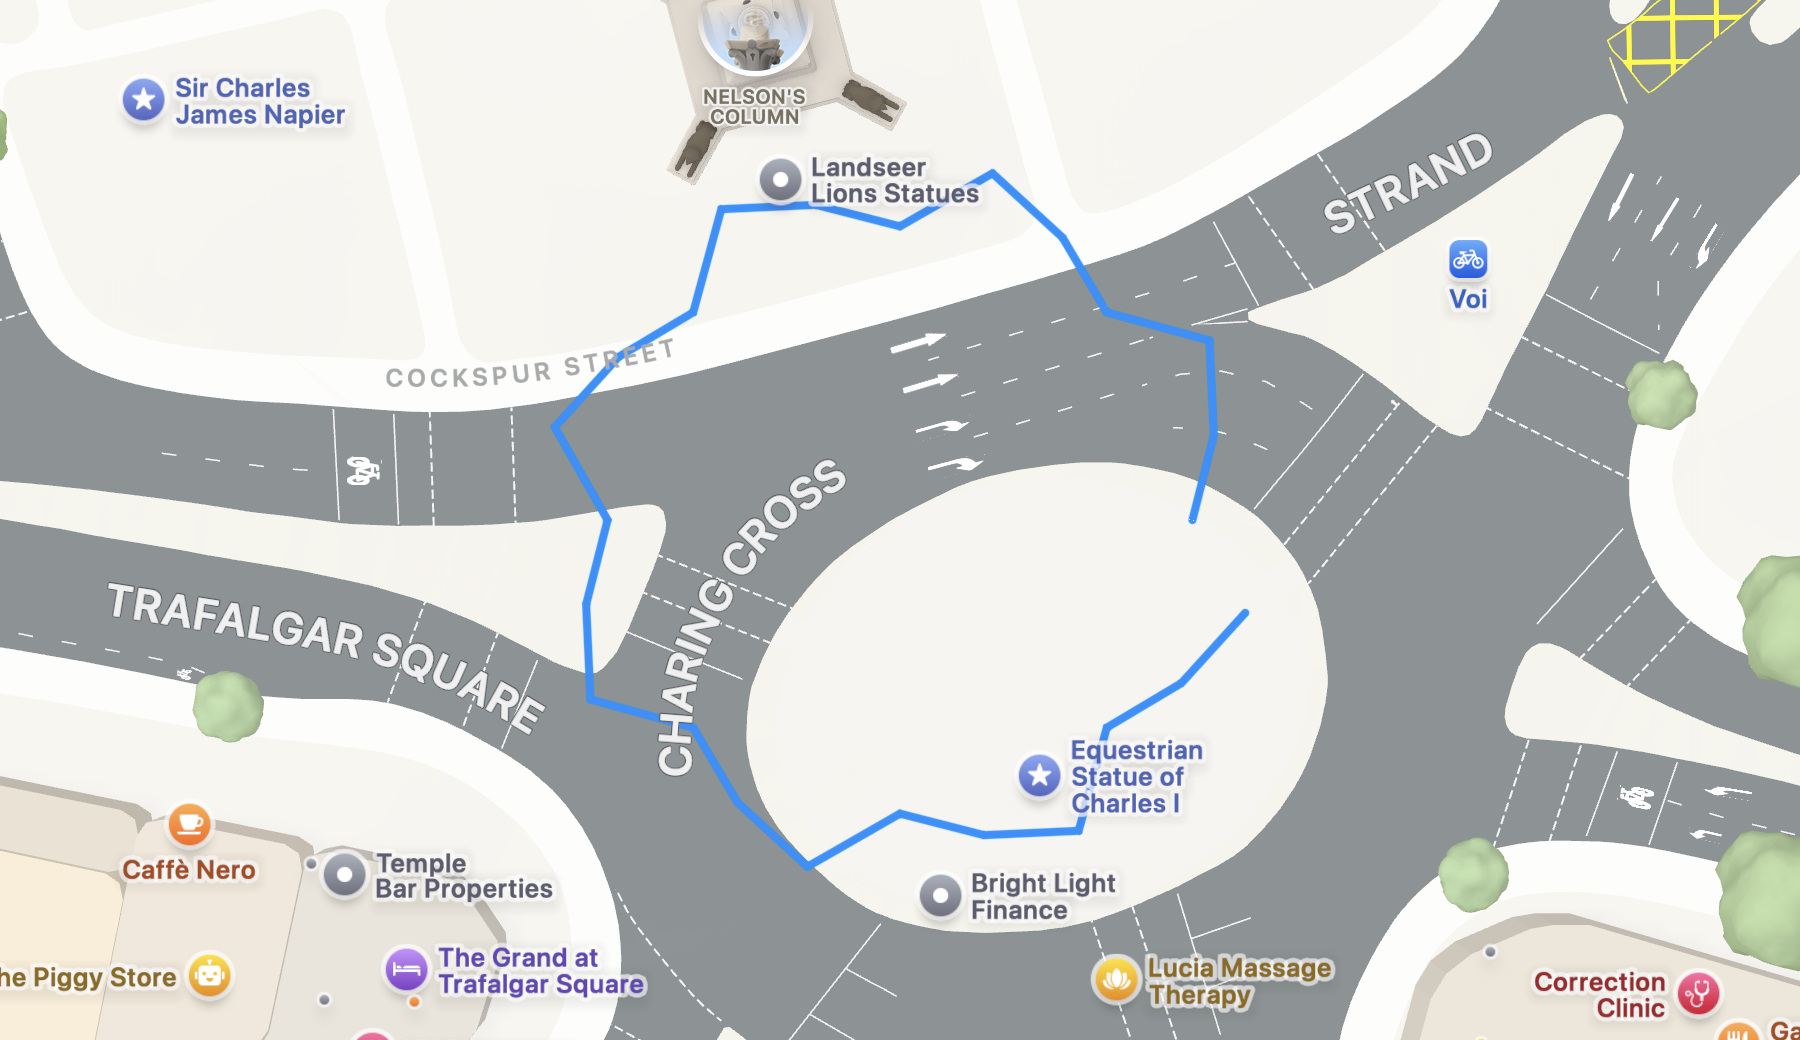 Sir Charles
James Napier
NELSON'S
COLUMN
Landseer
Lions Statues
STRAND
Voi
COCKSPUR STREET
CHARING CROSS
TRAFALGAR SQUARE
Equestrian
Statue of
Charles I
Caffè Nero
Temple
Bar Properties
Bright Light
Finance
The Grand at
Trafalgar Square
he Piggy Store
Lucia Massage
Therapy
Correction
Clinic
Ga